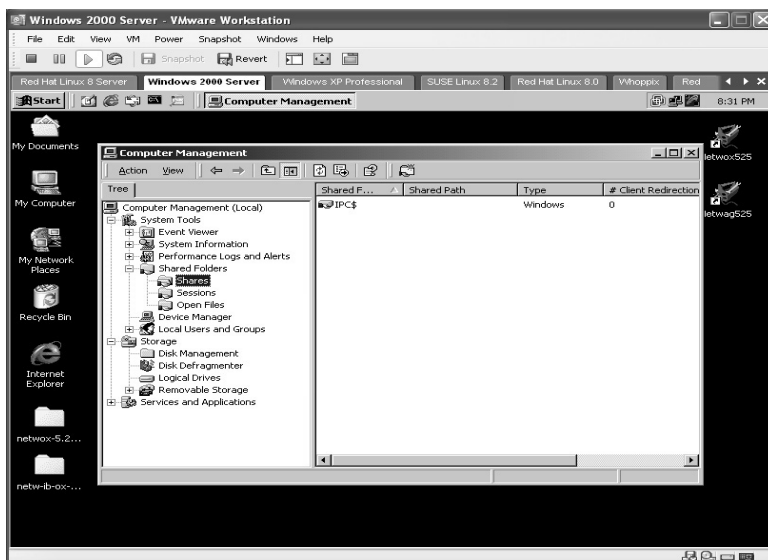 Windows 2000 Server - VMware Workstation
File Edit View VM Power Snapshot Windows Help
Snapshot Revert
Red Hat Linux 8 Server Windows 2000 Server Windows XP Professional SUSE Linux 8.2 Red Hat Linux 8.0 Whoppix Red
Start Computer Management 8:31 PM
My Documents
My Computer
My Network Places
Recycle Bin
Internet Explorer
netwox-5.2...
netw-ib-ox-...
Computer Management
Action View
Tree
Computer Management (Local)
System Tools
Event Viewer
System Information
Performance Logs and Alerts
Shared Folders
Shares
Sessions
Open Files
Device Manager
Local Users and Groups
Storage
Disk Management
Disk Defragmenter
Logical Drives
Removable Storage
Services and Applications
Shared F... Shared Path Type # Client Redirection
IPC$ Windows 0
letwox525
letwag525